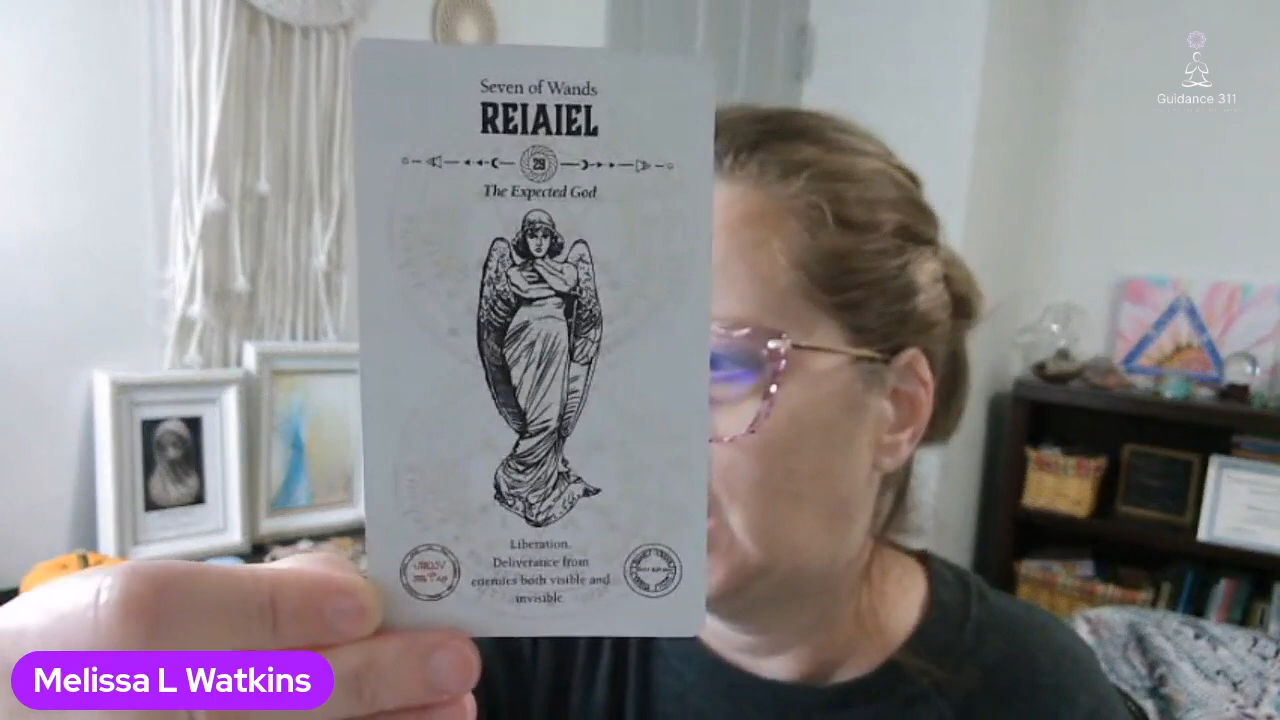 Seven of Wands
REIAIEL
29
The Expected God
Liberation.
Deliverance from
enemies both visible and
invisible
Guidance 311
Melissa L Watkins